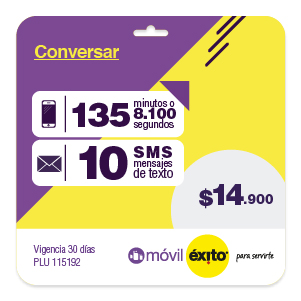 Conversar
135 minutos o
8.100
segundos
10 SMS
mensajes
de texto
$14.900
Vigencia 30 días
PLU 115192
móvil éxito para servirte